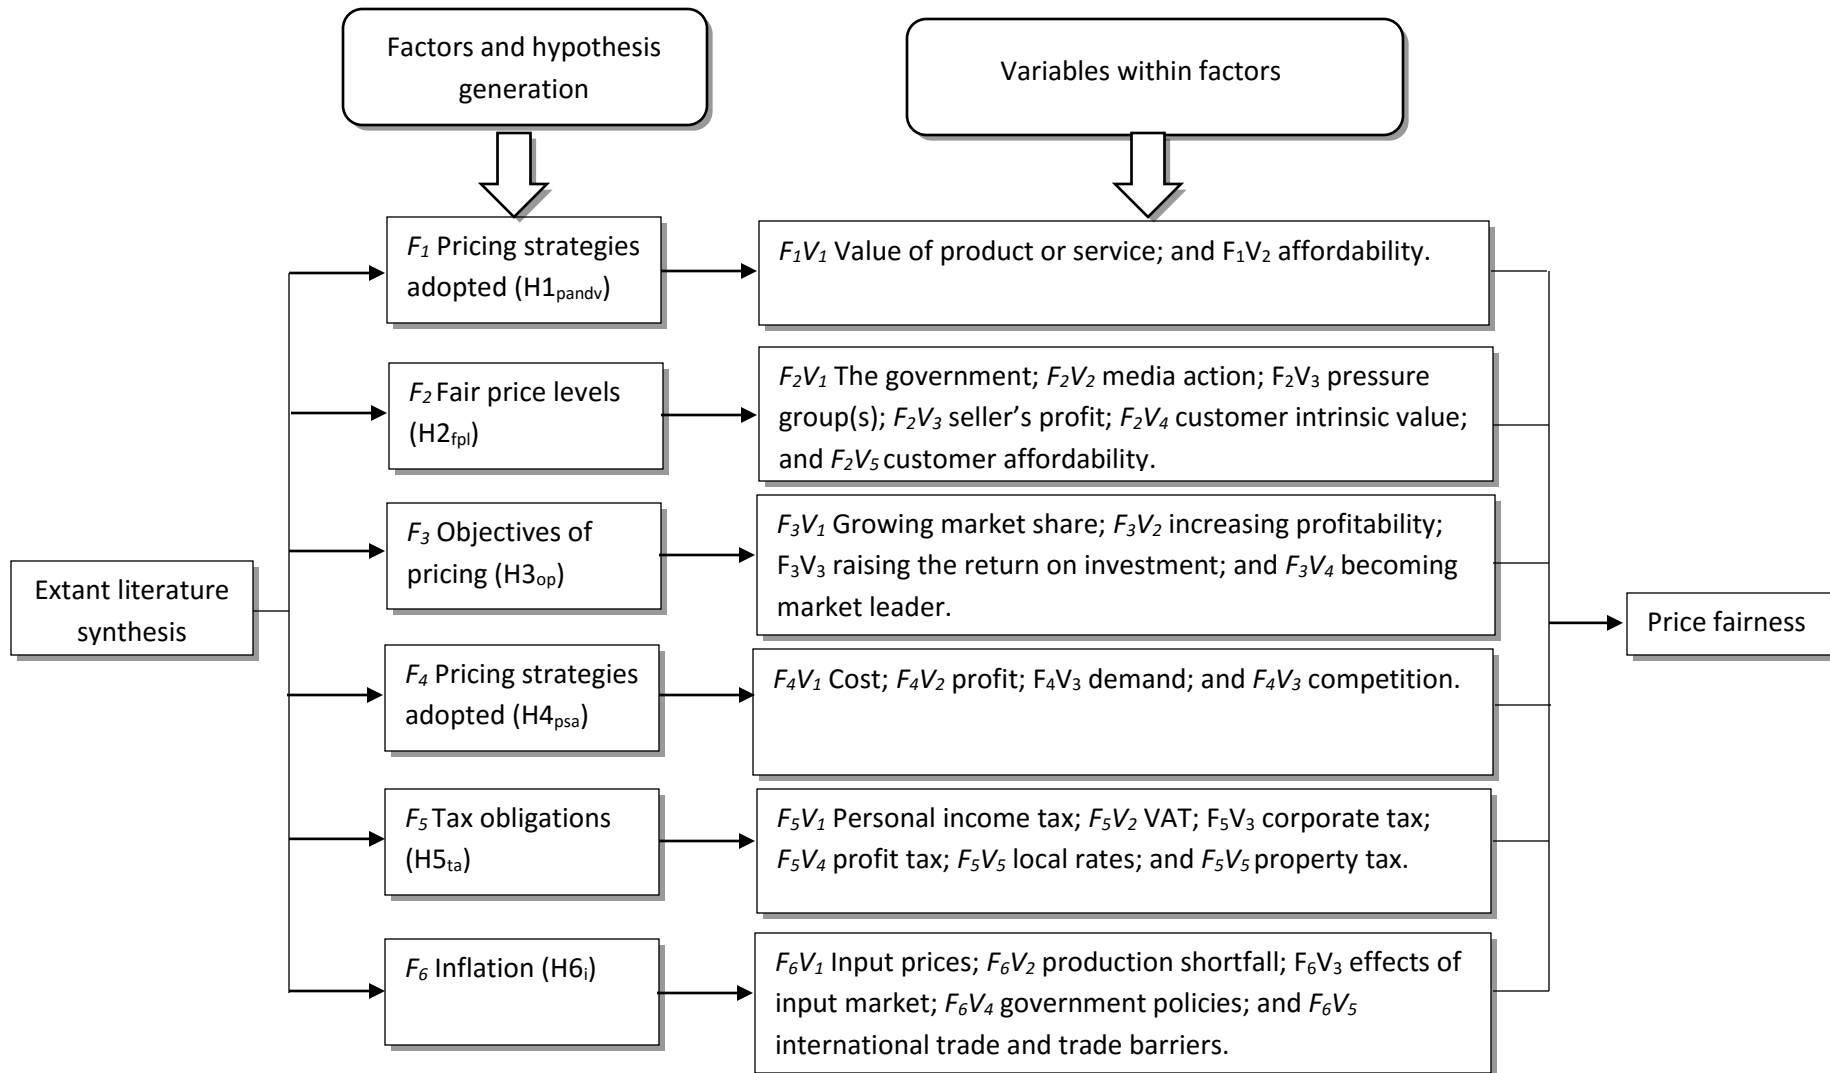 Factors and hypothesis
generation
Variables within factors
F₁ Pricing strategies
adopted (H1pandv)
F₁V₁ Value of product or service; and F₁V₂ affordability.
F₂ Fair price levels
(H2fpl)
F₂V₁ The government; F₂V₂ media action; F₂V₃ pressure
group(s); F₂V₃ seller’s profit; F₂V₄ customer intrinsic value;
and F₂V₅ customer affordability.
F₃ Objectives of
pricing (H3op)
F₃V₁ Growing market share; F₃V₂ increasing profitability;
F₃V₃ raising the return on investment; and F₃V₄ becoming
market leader.
Extant literature
synthesis
Price fairness
F₄ Pricing strategies
adopted (H4psa)
F₄V₁ Cost; F₄V₂ profit; F₄V₃ demand; and F₄V₃ competition.
F₅ Tax obligations
(H5ta)
F₅V₁ Personal income tax; F₅V₂ VAT; F₅V₃ corporate tax;
F₅V₄ profit tax; F₅V₅ local rates; and F₅V₅ property tax.
F₆ Inflation (H6i)
F₆V₁ Input prices; F₆V₂ production shortfall; F₆V₃ effects of
input market; F₆V₄ government policies; and F₆V₅
international trade and trade barriers.